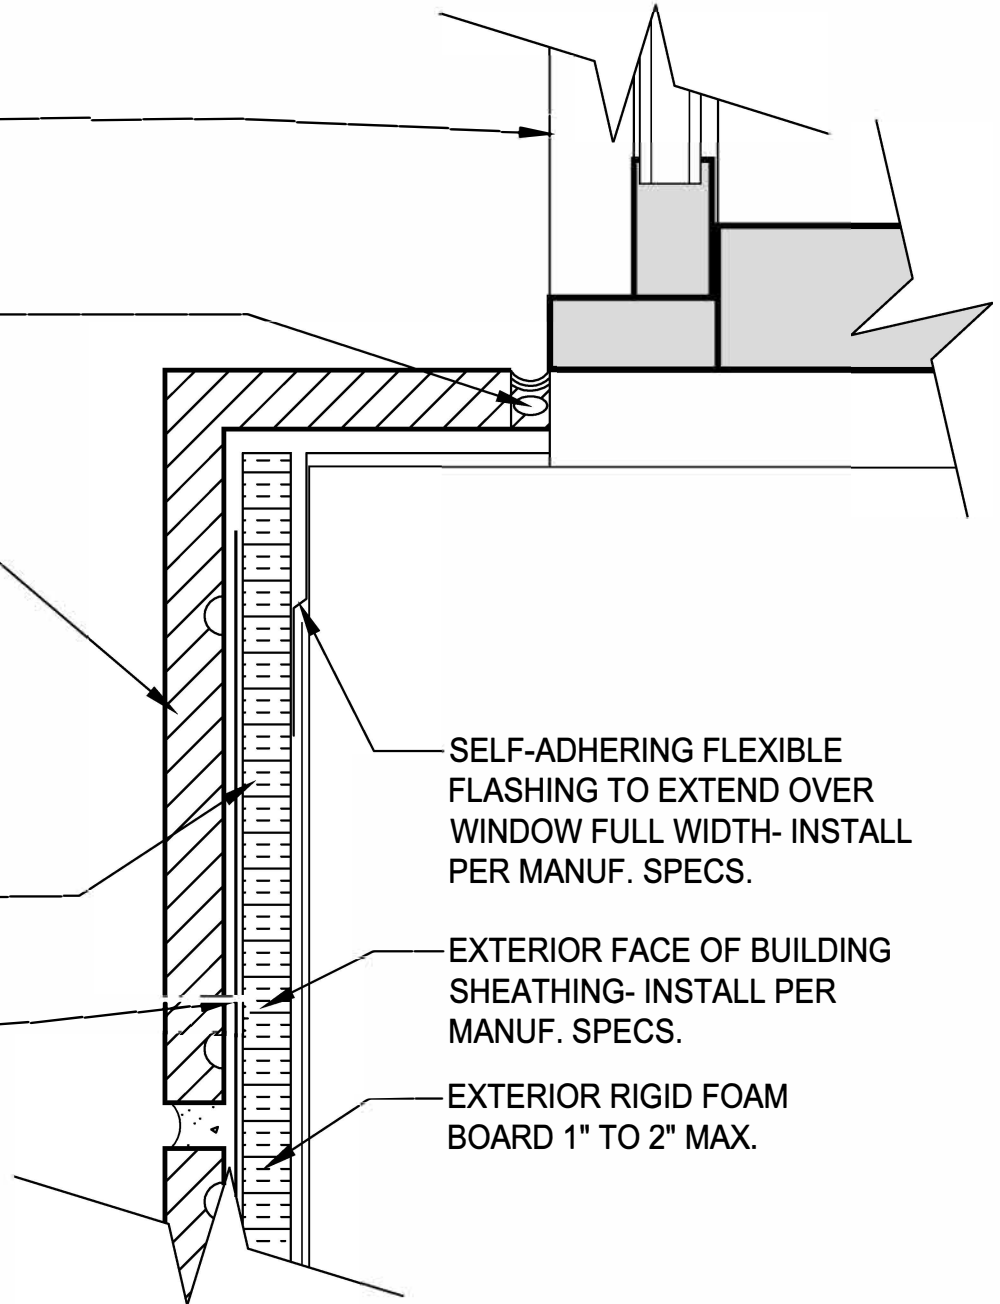 SELF-ADHERING FLEXIBLE
FLASHING TO EXTEND OVER
WINDOW FULL WIDTH- INSTALL
PER MANUF. SPECS.
EXTERIOR FACE OF BUILDING
SHEATHING- INSTALL PER
MANUF. SPECS.
EXTERIOR RIGID FOAM
BOARD 1" TO 2" MAX.